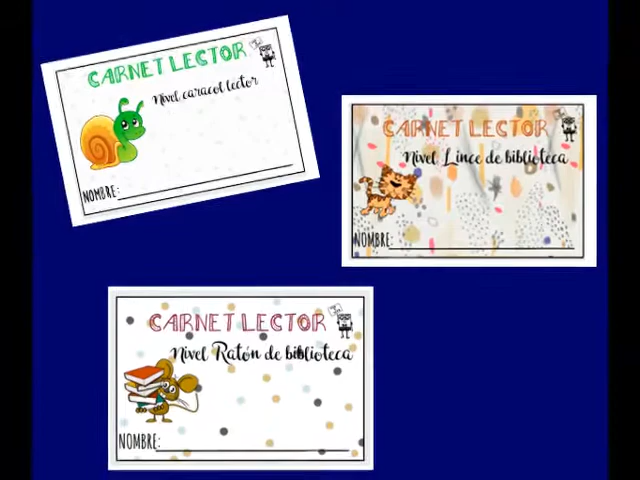 CARNET LECTOR
Nivel caracol lector
NOMBRE:
CARNET LECTOR
Nivel Lince de biblioteca
NOMBRE:
CARNET LECTOR
Nivel Ratón de biblioteca
NOMBRE: